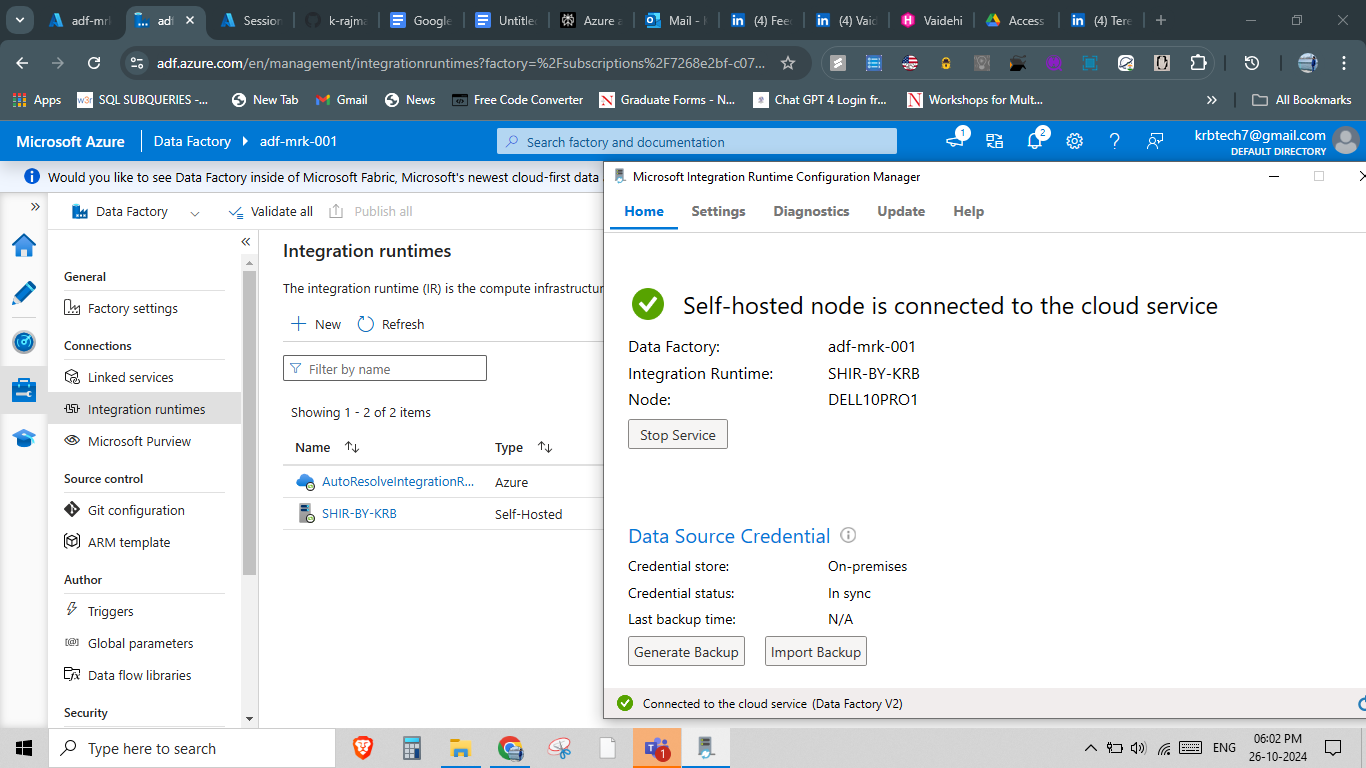 adf-mrk
adf
Session
k-rajma
Google
Untitle
Azure a
Mail - 
(4) Fee
(4) Vaid
Vaidehi
Access
(4) Tere
adf.azure.com/en/management/integrationruntimes?factory=%2Fsubscriptions%2F7268e2bf-c07...
Apps
w3r
SQL SUBQUERIES -...
New Tab
Gmail
News
Free Code Converter
Graduate Forms - N...
Chat GPT 4 Login fr...
Workshops for Mult...
All Bookmarks
Microsoft Azure
Data Factory
adf-mrk-001
Search factory and documentation
1
2
krbtech7@gmail.com
DEFAULT DIRECTORY
Would you like to see Data Factory inside of Microsoft Fabric, Microsoft's newest cloud-first data
Data Factory
Validate all
Publish all
General
Factory settings
Connections
Linked services
Integration runtimes
Microsoft Purview
Source control
Git configuration
ARM template
Author
Triggers
Global parameters
Data flow libraries
Security
Integration runtimes
The integration runtime (IR) is the compute infrastructur
New
Refresh
Filter by name
Showing 1 - 2 of 2 items
Name
Type
AutoResolveIntegrationR...
Azure
SHIR-BY-KRB
Self-Hosted
Microsoft Integration Runtime Configuration Manager
Home
Settings
Diagnostics
Update
Help
Self-hosted node is connected to the cloud service
Data Factory: adf-mrk-001
Integration Runtime: SHIR-BY-KRB
Node: DELL10PRO1
Stop Service
Data Source Credential
Credential store: On-premises
Credential status: In sync
Last backup time: N/A
Generate Backup
Import Backup
Connected to the cloud service (Data Factory V2)
Type here to search
1
ENG
06:02 PM
26-10-2024